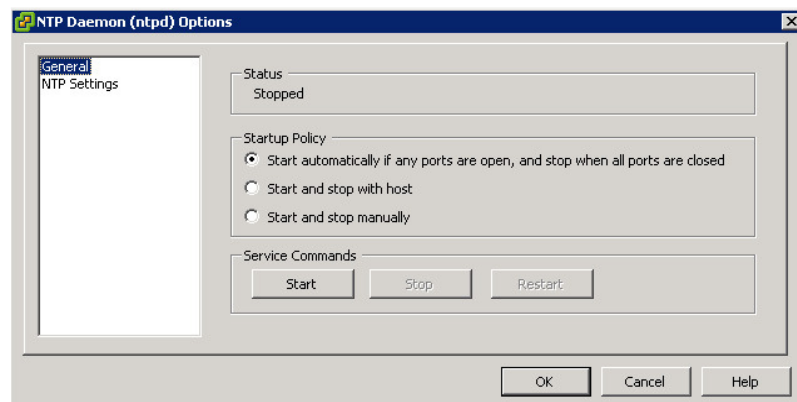 NTP Daemon (ntpd) Options
General
NTP Settings
Status
Stopped
Startup Policy
Start automatically if any ports are open, and stop when all ports are closed
Start and stop with host
Start and stop manually
Service Commands
Start
Stop
Restart
OK
Cancel
Help